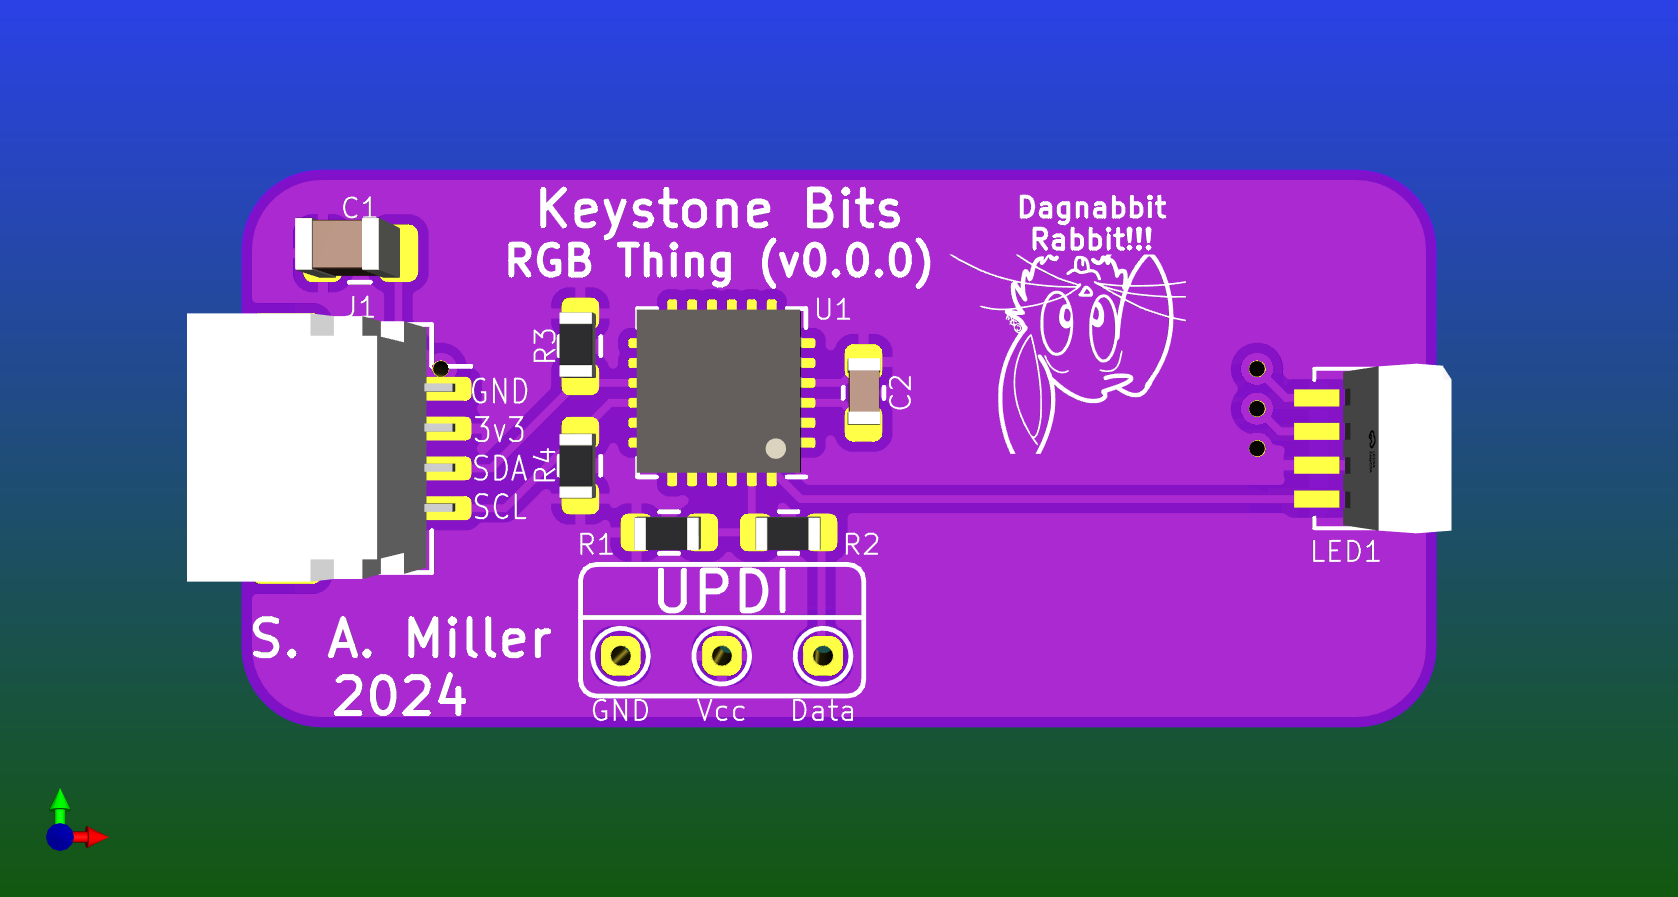 C1
Keystone Bits
RGB Thing (v0.0.0)
Dagnabbit
Rabbit!!!
J1
U1
R3
GND
3v3
SDA
SCL
R4
C2
R1
R2
LED1
UPDI
GND Vcc Data
S. A. Miller
2024